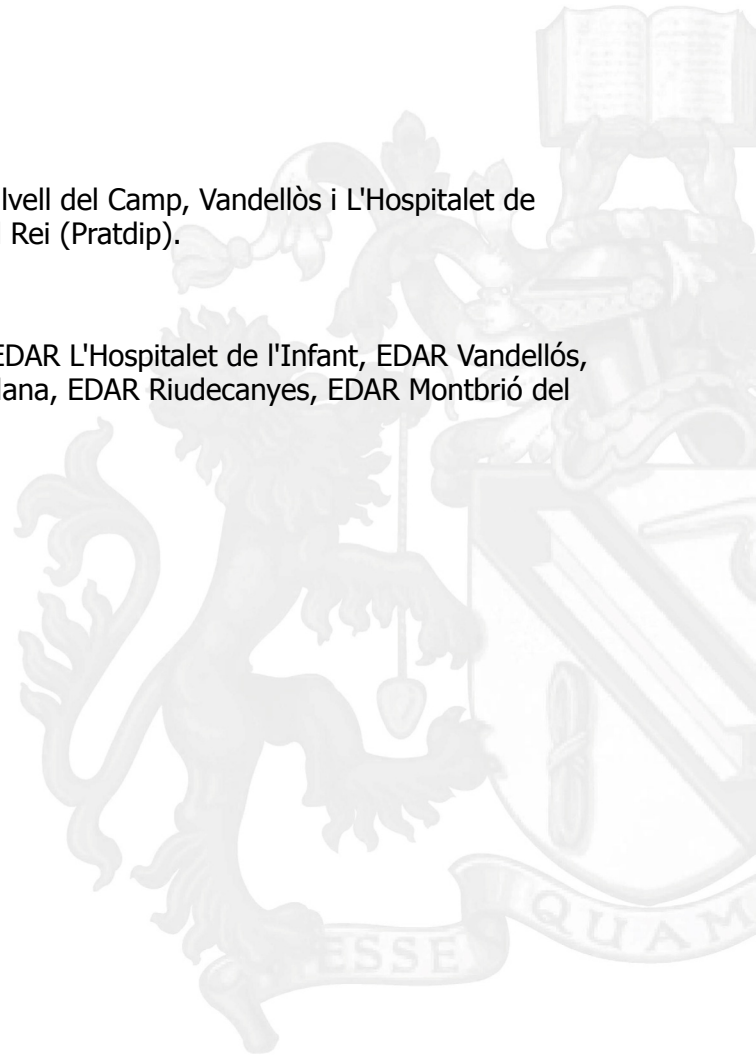 lvell del Camp, Vandellòs i L'Hospitalet de
Rei (Pratdip).
EDAR L'Hospitalet de l'Infant, EDAR Vandellós,
lana, EDAR Riudecanyes, EDAR Montbrió del
ESSE QUAM